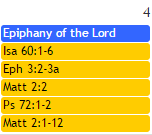 4
Epiphany of the Lord
Isa 60:1-6
Eph 3:2-3a
Matt 2:2
Ps 72:1-2
Matt 2:1-12